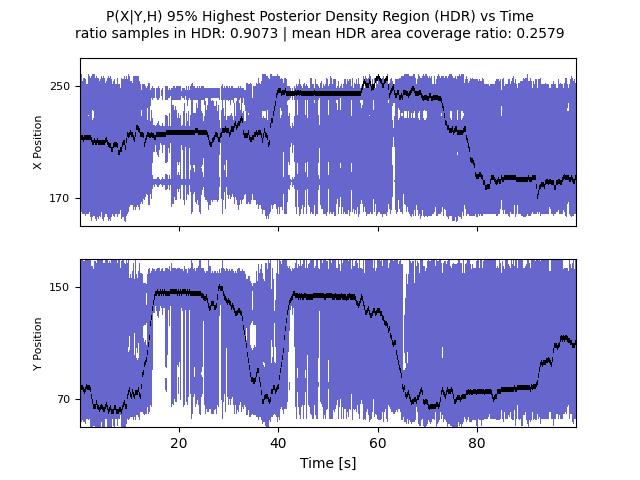 P(X|Y,H) 95% Highest Posterior Density Region (HDR) vs Time
ratio samples in HDR: 0.9073 | mean HDR area coverage ratio: 0.2579
250
170
X Position
150
70
Y Position
20 40 60 80
Time [s]